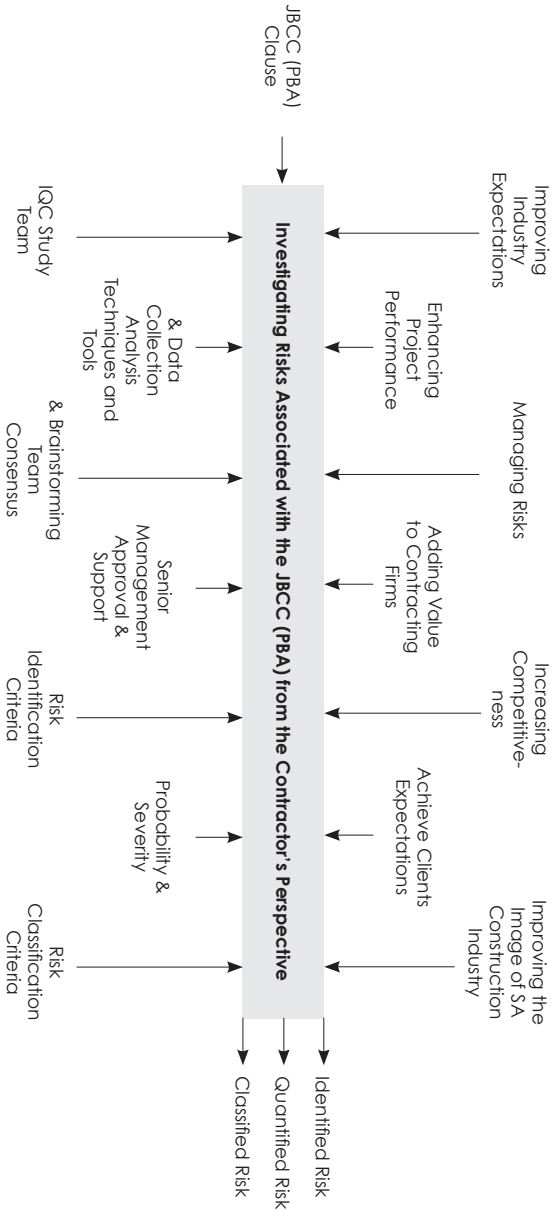 Improving
Industry
Expectations
Managing Risks
Increasing
Competitive-
ness
Improving the
Image of SA
Construction
Industry
Enhancing
Project
Performance
Adding Value
to Contracting
Firms
Achieve Clients
Expectations
JBCC (PBA)
Clause
Investigating Risks Associated with the JBCC (PBA) from the Contractor's Perspective
Identified Risk
Quantified Risk
Classified Risk
& Data
Collection
Analysis
Techniques and
Tools
Senior
Management
Approval &
Support
Probability &
Severity
IQC Study
Team
& Brainstorming
Team
Consensus
Risk
Identification
Criteria
Risk
Classification
Criteria